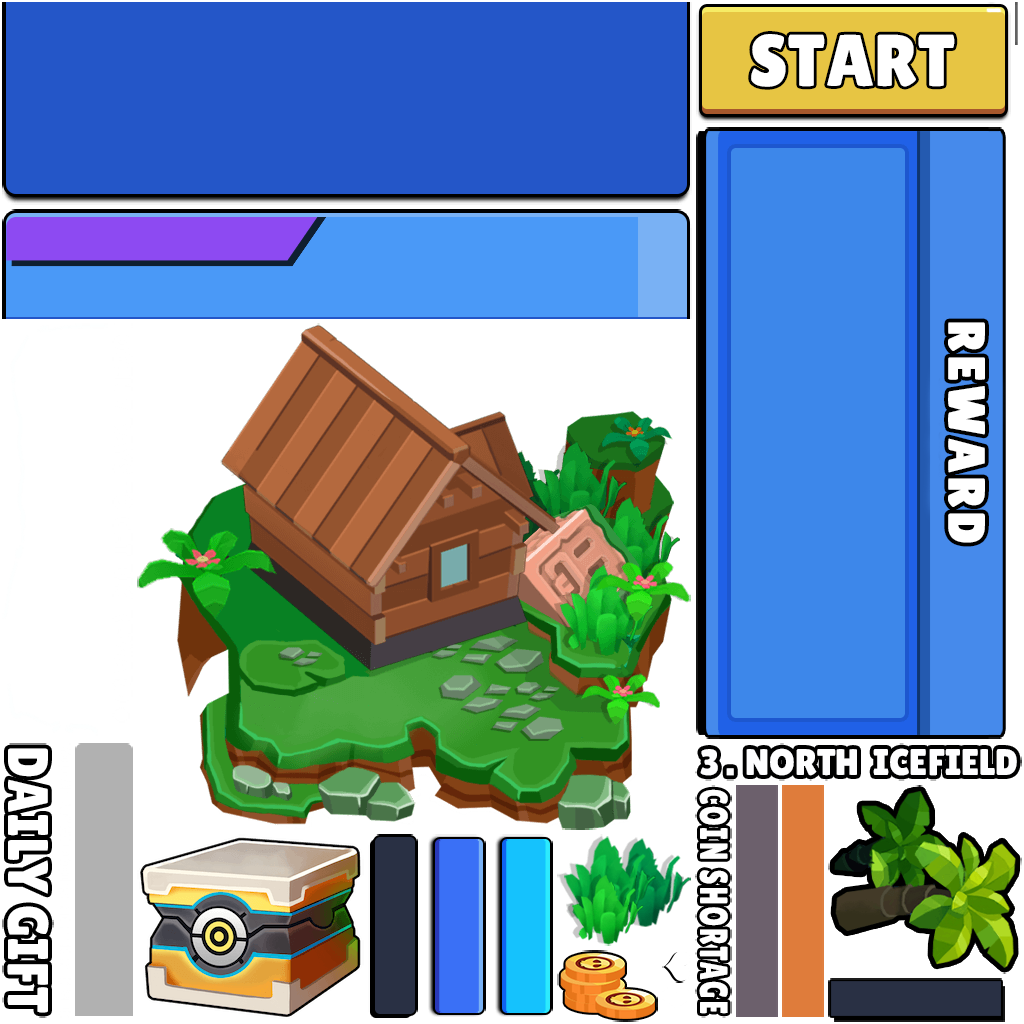 START
REWARD
3. NORTH ICEFIELD
DAILY GIFT
COIN SHORTAGE